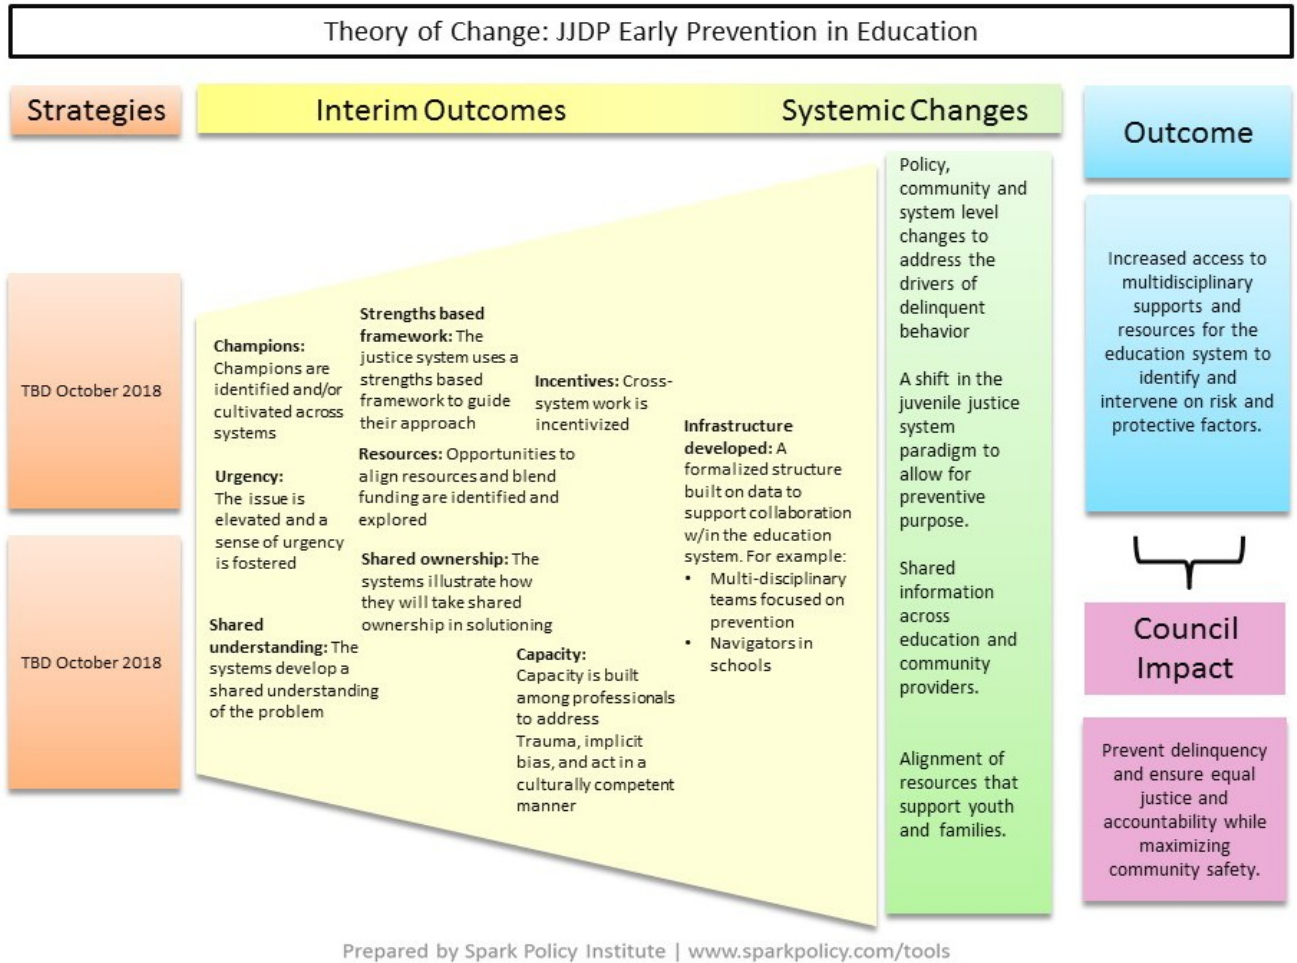 Theory of Change: JJDP Early Prevention in Education
Strategies
Interim Outcomes
Systemic Changes
Outcome
TBD October 2018
TBD October 2018
Champions:
Champions are
identified and/or
cultivated across
systems
Urgency:
The issue is
elevated and a
sense of urgency
is fostered
Shared
understanding: The
systems develop a
shared understanding
of the problem
Strengths based
framework: The
justice system uses a
strengths based
framework to guide
their approach
Resources: Opportunities to
align resources and blend
funding are identified and
explored
Shared ownership: The
systems illustrate how
they will take shared
ownership in solutioning
Incentives: Cross-
system work is
incentivized
Capacity:
Capacity is built
among professionals
to address
Trauma, implicit
bias, and act in a
culturally competent
manner
Infrastructure
developed: A
formalized structure
built on data to
support collaboration
w/in the education
system. For example:
• Multi-disciplinary
teams focused on
prevention
• Navigators in
schools
Policy,
community and
system level
changes to
address the
drivers of
delinquent
behavior
A shift in the
juvenile justice
system
paradigm to
allow for
preventive
purpose.
Shared
information
across
education and
community
providers.
Alignment of
resources that
support youth
and families.
Increased access to
multidisciplinary
supports and
resources for the
education system to
identify and
intervene on risk and
protective factors.
Council
Impact
Prevent delinquency
and ensure equal
justice and
accountability while
maximizing
community safety.
Prepared by Spark Policy Institute | www.sparkpolicy.com/tools